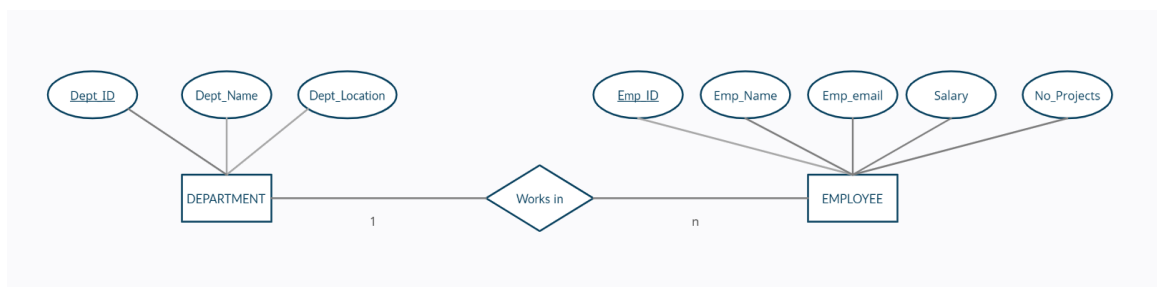 Dept_ID
Dept_Name
Dept_Location
Emp_ID
Emp_Name
Emp_email
Salary
No_Projects
DEPARTMENT
Works in
EMPLOYEE
1
n